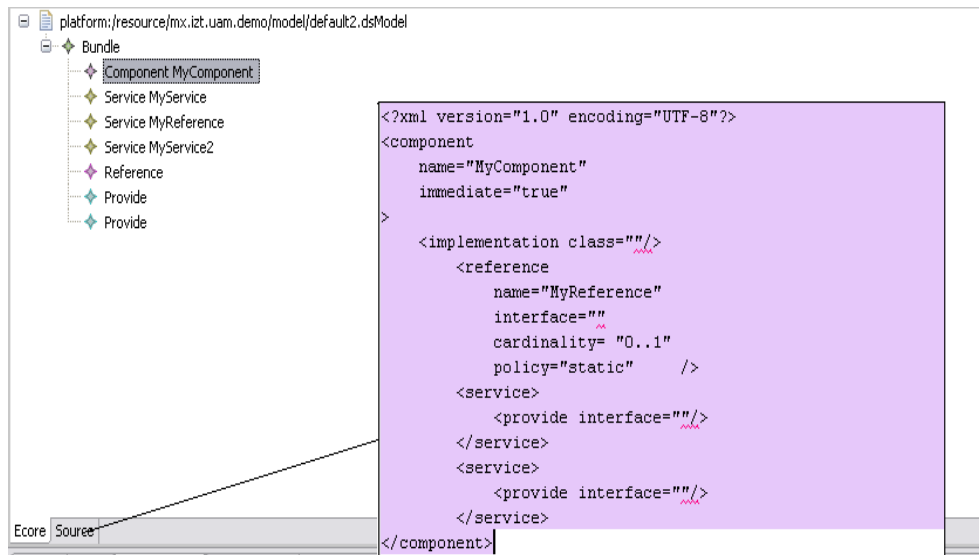 platform:/resource/mx.izt.uam.demo/model/default2.dsModel
Bundle
Component MyComponent
Service MyService
Service MyReference
Service MyService2
Reference
Provide
Provide
<?xml version="1.0" encoding="UTF-8"?>
<component
name="MyComponent"
immediate="true"
>
<implementation class=""/>
<reference
name="MyReference"
interface=""
cardinality= "0..1"
policy="static" />
<service>
<provide interface=""/>
</service>
<service>
<provide interface=""/>
</service>
</component>
Ecore Source